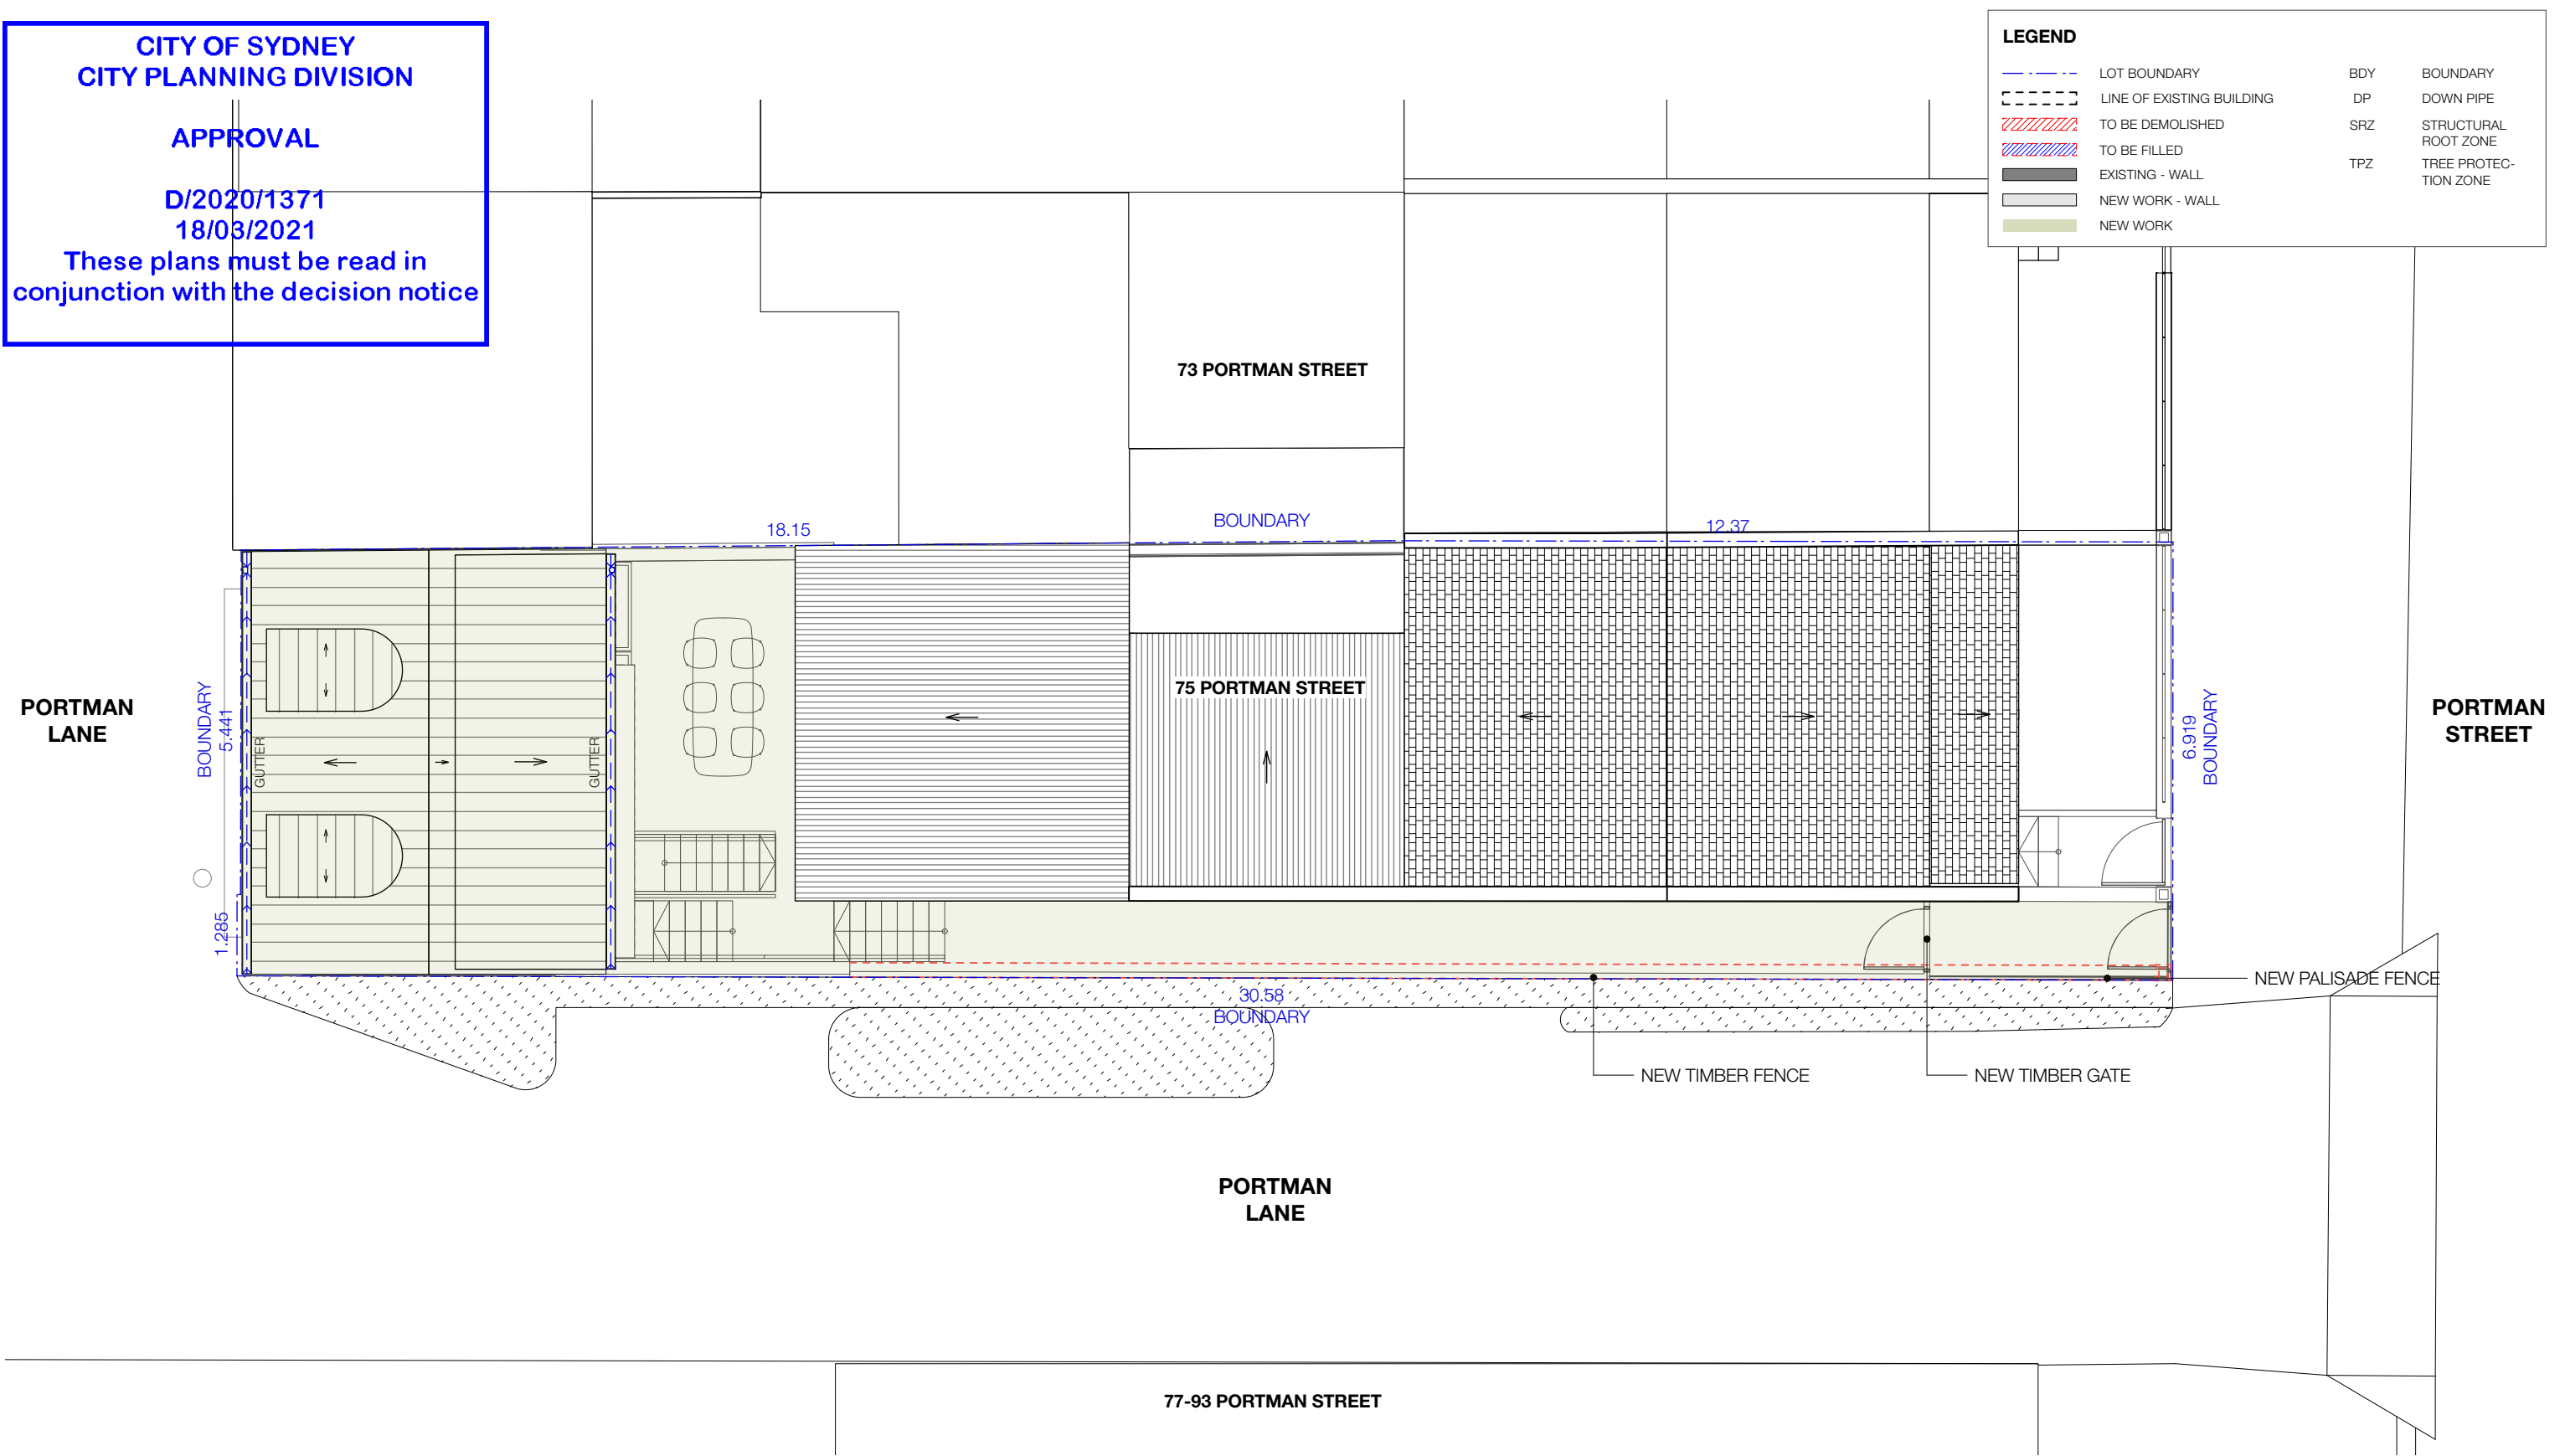 CITY OF SYDNEY
CITY PLANNING DIVISION
APPROVAL
D/2020/1371
18/03/2021
These plans must be read in
conjunction with the decision notice
LEGEND
LOT BOUNDARY
LINE OF EXISTING BUILDING
TO BE DEMOLISHED
TO BE FILLED
EXISTING - WALL
NEW WORK - WALL
NEW WORK
BDY BOUNDARY
DP DOWN PIPE
SRZ STRUCTURAL
ROOT ZONE
TPZ TREE PROTEC-
TION ZONE
73 PORTMAN STREET
18.15
BOUNDARY
12.37
75 PORTMAN STREET
PORTMAN
LANE
BOUNDARY
5.441
GUTTER
GUTTER
1.285
6.919
BOUNDARY
PORTMAN
STREET
NEW PALISADE FENCE
30.58
BOUNDARY
NEW TIMBER FENCE
NEW TIMBER GATE
PORTMAN
LANE
77-93 PORTMAN STREET